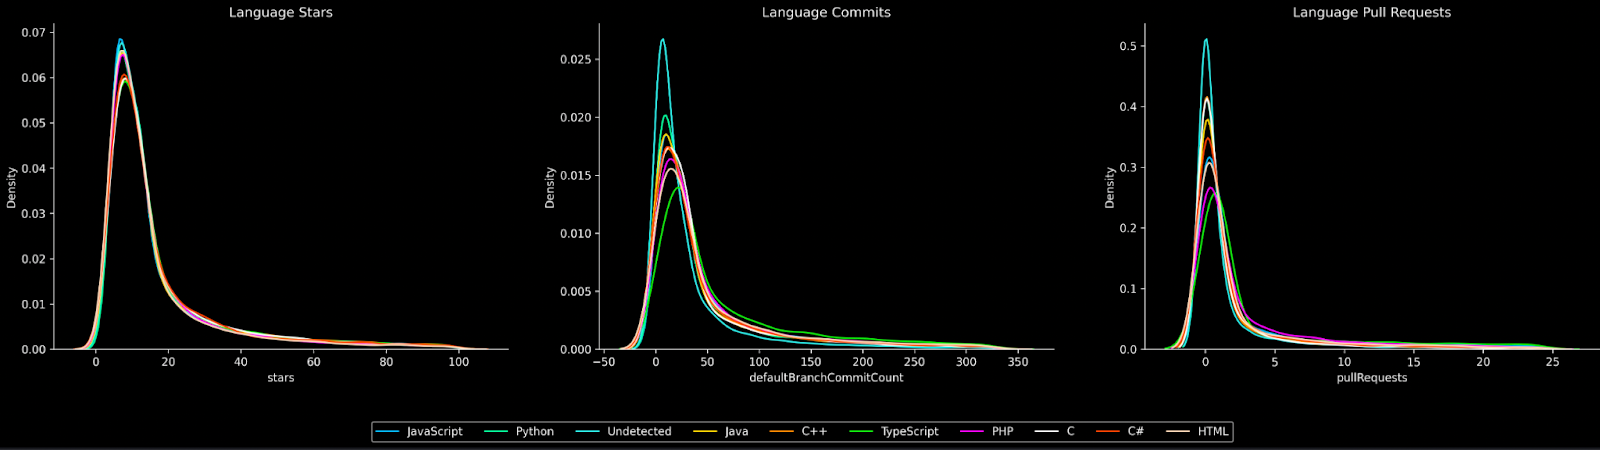 Language Stars
Language Commits
Language Pull Requests
Density
0.07
0.06
0.05
0.04
0.03
0.02
0.01
0.00
0 20 40 60 80 100
stars
Density
0.025
0.020
0.015
0.010
0.005
0.000
−50 0 50 100 150 200 250 300 350
defaultBranchCommitCount
Density
0.5
0.4
0.3
0.2
0.1
0.0
0 5 10 15 20 25
pullRequests
JavaScript Python Undetected Java C++ TypeScript PHP C C# HTML